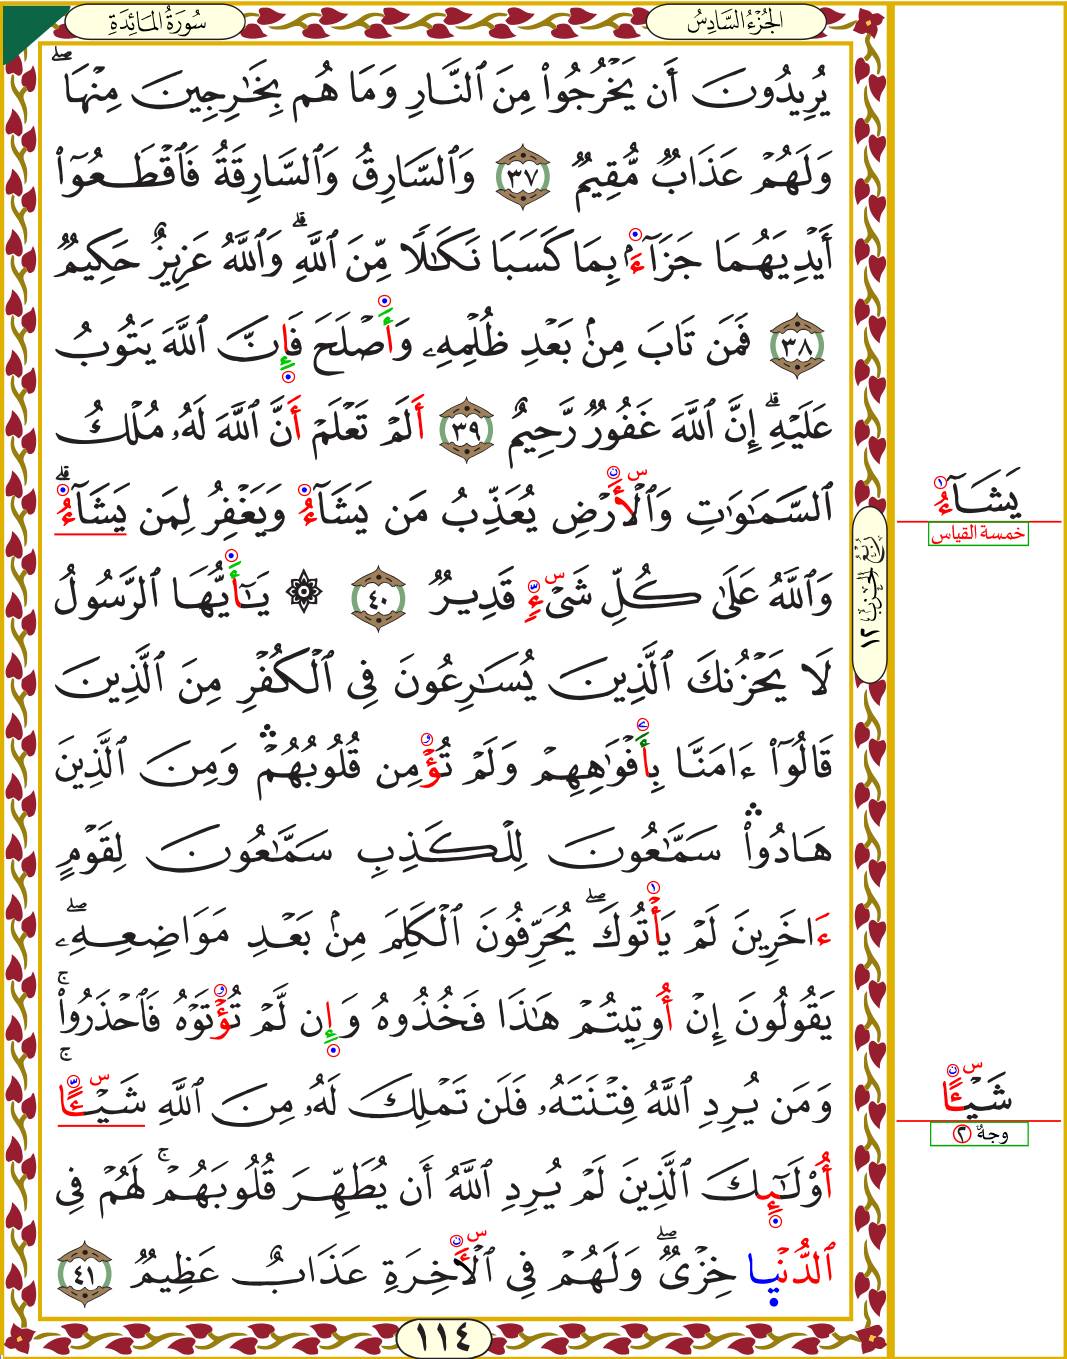 سُورَةُ المَائِدَةِ
الجُزْءُ السَّادِسُ
يُرِيدُونَ أَن يَخْرُجُوا۟ مِنَ ٱلنَّارِ وَمَا هُم بِخَٰرِجِينَ مِنْهَا ۖ
وَلَهُمْ عَذَابٌ مُّقِيمٌ ٣٧ وَٱلسَّارِقُ وَٱلسَّارِقَةُ فَٱقْطَعُوٓا۟
أَيْدِيَهُمَا جَزَآءًۢ بِمَا كَسَبَا نَكَٰلًا مِّنَ ٱللَّهِ ۗ وَٱللَّهُ عَزِيزٌ حَكِيمٌ
٣٨ فَمَن تَابَ مِنۢ بَعْدِ ظُلْمِهِۦ وَأَصْلَحَ فَإِنَّ ٱللَّهَ يَتُوبُ
عَلَيْهِ ۗ إِنَّ ٱللَّهَ غَفُورٌ رَّحِيمٌ ٣٩ أَلَمْ تَعْلَمْ أَنَّ ٱللَّهَ لَهُۥ مُلْكُ
ٱلسَّمَٰوَٰتِ وَٱلْأَرْضِ يُعَذِّبُ مَن يَشَآءُ وَيَغْفِرُ لِمَن يَشَآءُ ۗ
وَٱللَّهُ عَلَىٰ كُلِّ شَىْءٍ قَدِيرٌ ٤٠ ۞ يَٰٓأَيُّهَا ٱلرَّسُولُ
لَا يَحْزُنكَ ٱلَّذِينَ يُسَٰرِعُونَ فِى ٱلْكُفْرِ مِنَ ٱلَّذِينَ
قَالُوٓا۟ ءَامَنَّا بِأَفْوَٰهِهِمْ وَلَمْ تُؤْمِن قُلُوبُهُمْ ۛ وَمِنَ ٱلَّذِينَ
هَادُوا۟ ۛ سَمَّٰعُونَ لِلْكَذِبِ سَمَّٰعُونَ لِقَوْمٍ
ءَاخَرِينَ لَمْ يَأْتُوكَ ۖ يُحَرِّفُونَ ٱلْكَلِمَ مِنۢ بَعْدِ مَوَاضِعِهِۦ ۖ
يَقُولُونَ إِنْ أُوتِيتُمْ هَٰذَا فَخُذُوهُ وَإِن لَّمْ تُؤْتَوْهُ فَٱحْذَرُوا۟ ۚ
وَمَن يُرِدِ ٱللَّهُ فِتْنَتَهُۥ فَلَن تَمْلِكَ لَهُۥ مِنَ ٱللَّهِ شَيْـًٔا ۚ
أُو۟لَٰٓئِكَ ٱلَّذِينَ لَمْ يُرِدِ ٱللَّهُ أَن يُطَهِّرَ قُلُوبَهُمْ ۚ لَهُمْ فِى
ٱلدُّنْيَا خِزْىٌ ۖ وَلَهُمْ فِى ٱلْـَٔاخِرَةِ عَذَابٌ عَظِيمٌ ٤١
رُبْعُ الحِزْبِ ١٢
يَشَآءُ
خمسة القياس
شَيْـًٔا
وجهٌ ٢
١١٤